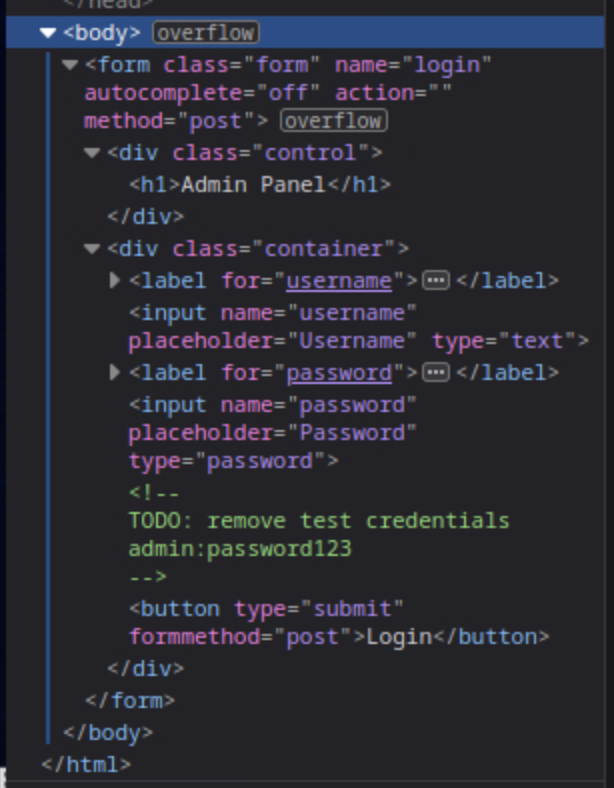 </head>
<body> overflow
<form class="form" name="login"
autocomplete="off" action=""
method="post"> overflow
<div class="control">
<h1>Admin Panel</h1>
</div>
<div class="container">
<label for="username"> ⋯ </label>
<input name="username"
placeholder="Username" type="text">
<label for="password"> ⋯ </label>
<input name="password"
placeholder="Password"
type="password">
<!--
TODO: remove test credentials
admin:password123
-->
<button type="submit"
formmethod="post">Login</button>
</div>
</form>
</body>
</html>